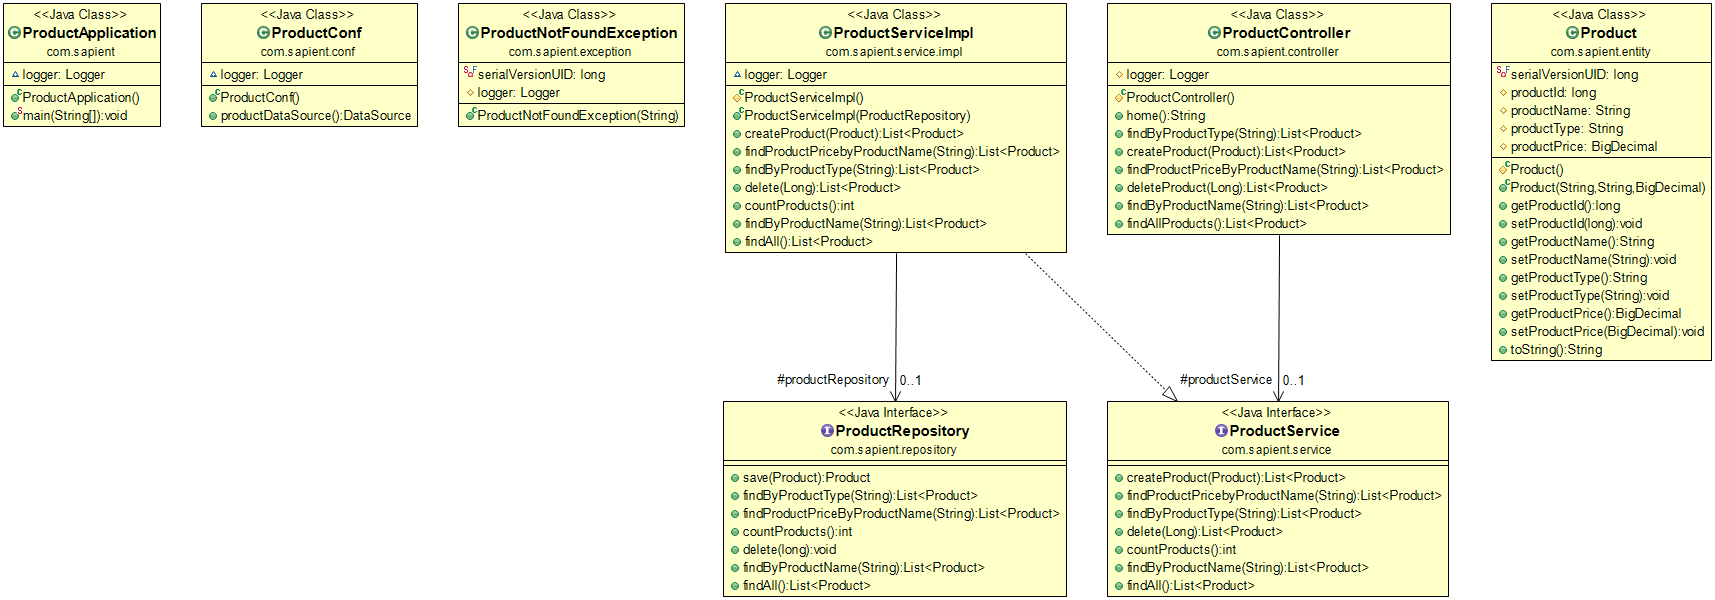 <<Java Class>>
ProductApplication
com.sapient
logger: Logger
ProductApplication()
main(String[]):void
<<Java Class>>
ProductConf
com.sapient.conf
logger: Logger
ProductConf()
productDataSource():DataSource
<<Java Class>>
ProductNotFoundException
com.sapient.exception
serialVersionUID: long
logger: Logger
ProductNotFoundException(String)
<<Java Class>>
ProductServiceImpl
com.sapient.service.impl
logger: Logger
ProductServiceImpl()
ProductServiceImpl(ProductRepository)
createProduct(Product):List<Product>
findProductPricebyProductName(String):List<Product>
findByProductType(String):List<Product>
delete(Long):List<Product>
countProducts():int
findByProductName(String):List<Product>
findAll():List<Product>
<<Java Class>>
ProductController
com.sapient.controller
logger: Logger
ProductController()
home():String
findByProductType(String):List<Product>
createProduct(Product):List<Product>
findProductPriceByProductName(String):List<Product>
deleteProduct(Long):List<Product>
findByProductName(String):List<Product>
findAllProducts():List<Product>
<<Java Class>>
Product
com.sapient.entity
serialVersionUID: long
productId: long
productName: String
productType: String
productPrice: BigDecimal
Product()
Product(String,String,BigDecimal)
getProductId():long
setProductId(long):void
getProductName():String
setProductName(String):void
getProductType():String
setProductType(String):void
getProductPrice():BigDecimal
setProductPrice(BigDecimal):void
toString():String
#productRepository 0..1
#productService 0..1
<<Java Interface>>
ProductRepository
com.sapient.repository
save(Product):Product
findByProductType(String):List<Product>
findProductPriceByProductName(String):List<Product>
countProducts():int
delete(long):void
findByProductName(String):List<Product>
findAll():List<Product>
<<Java Interface>>
ProductService
com.sapient.service
createProduct(Product):List<Product>
findProductPricebyProductName(String):List<Product>
findByProductType(String):List<Product>
delete(Long):List<Product>
countProducts():int
findByProductName(String):List<Product>
findAll():List<Product>